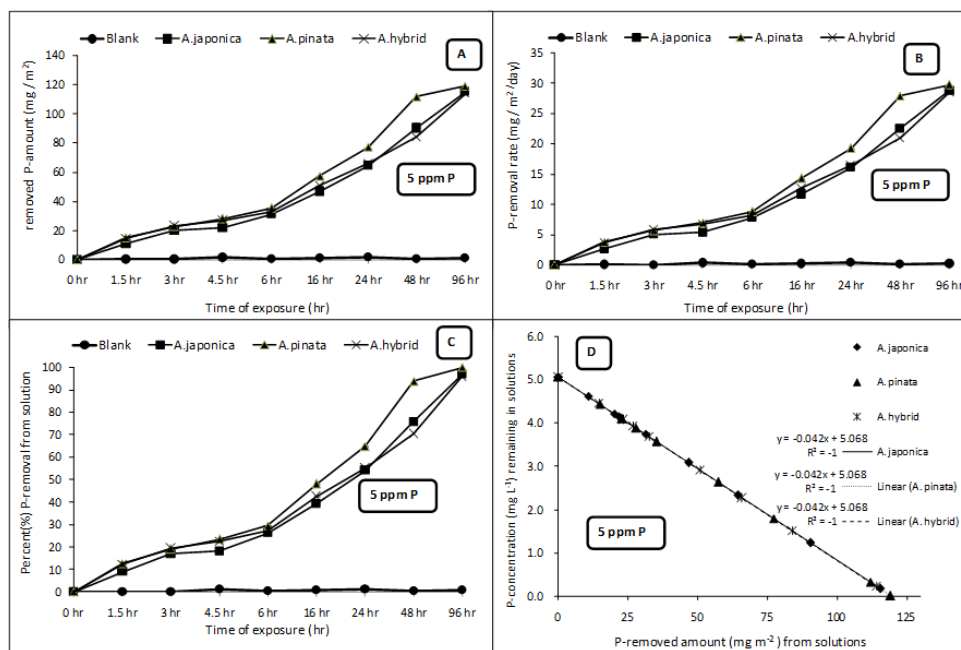 Blank A.japonica A.pinata A.hybrid
A
removed P-amount (mg / m²)
140
120
100
80
60
40
20
0
5 ppm P
0 hr 1.5 hr 3 hr 4.5 hr 6 hr 16 hr 24 hr 48 hr 96 hr
Time of exposure (hr)
Blank A.japonica A.pinata A.hybrid
B
P-removal rate (mg / m²/day)
35
30
25
20
15
10
5
0
5 ppm P
0 hr 1.5 hr 3 hr 4.5 hr 6 hr 16 hr 24 hr 48 hr 96 hr
Time of exposure (hr)
C
Blank A.japonica A.pinata A.hybrid
Percent(%) P-Removal from solution
100
90
80
70
60
50
40
30
20
10
0
5 ppm P
0 hr 1.5 hr 3 hr 4.5 hr 6 hr 16 hr 24 hr 48 hr 96 hr
Time of exposure (hr)
D
P-concentration (mg L⁻¹) remaining in solutions
6.0
5.0
4.0
3.0
2.0
1.0
0.0
A.japonica
A.pinata
A.hybrid
y= -0.042x + 5.068
R² = -1 A.japonica
y= -0.042x + 5.068
R² = -1 Linear (A. pinata)
y= -0.042x + 5.068
R² = -1 Linear (A. hybrid)
5 ppm P
0 25 50 75 100 125
P-removed amount (mg m⁻²) from solutions